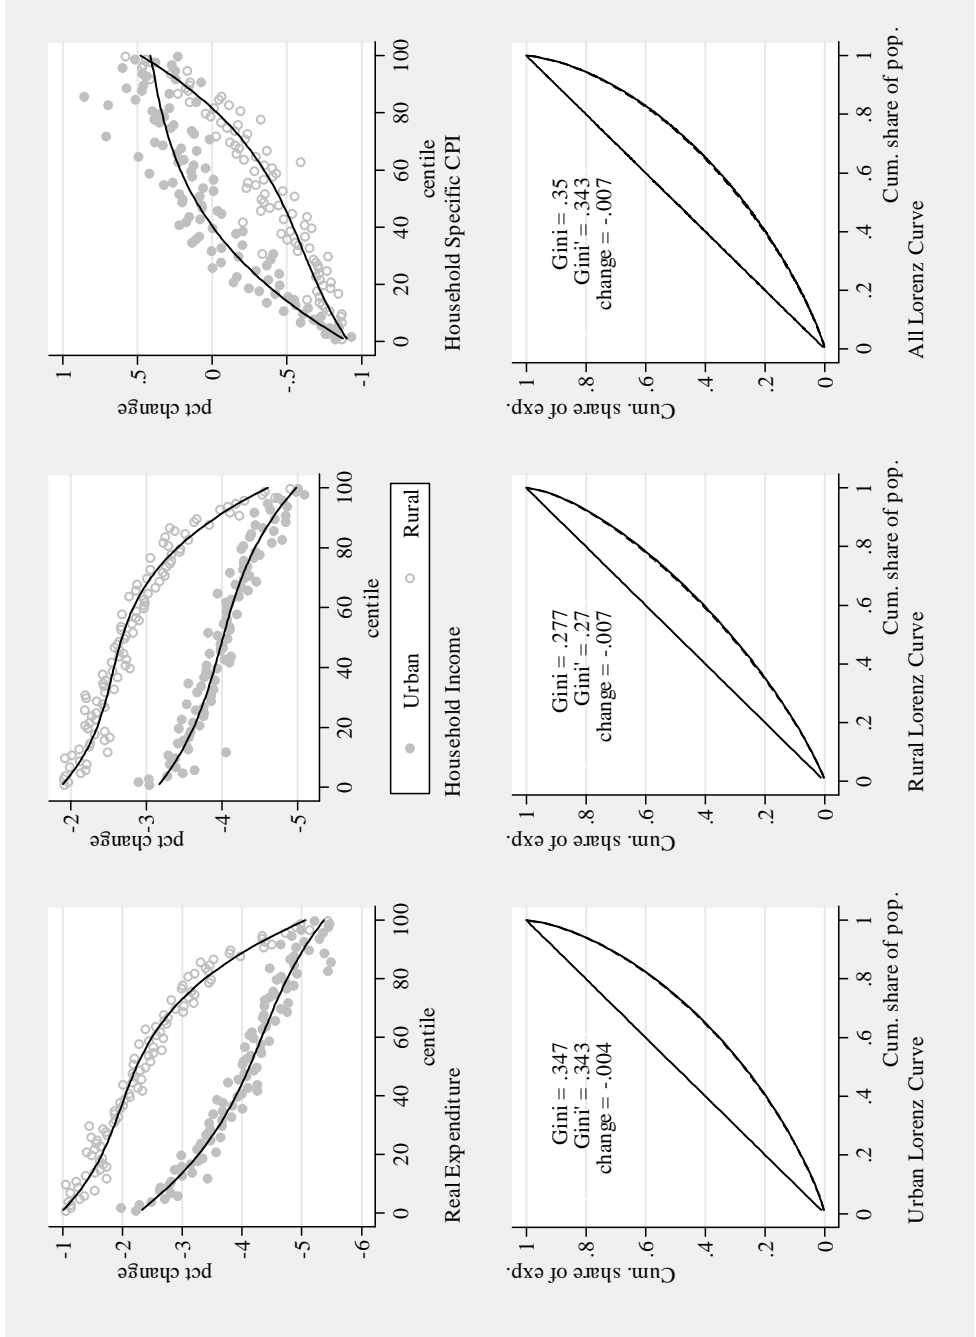 -1
-2
-3
-4
-5
-6
pct change
0 20 40 60 80 100
centile
Real Expenditure
-2
-3
-4
-5
pct change
0 20 40 60 80 100
centile
Urban Rural
Household Income
1
.5
0
-.5
-1
pct change
0 20 40 60 80 100
centile
Household Specific CPI
1
.8
.6
.4
.2
0
Cum. share of exp.
Gini = .347
Gini' = .343
change = -.004
0 .2 .4 .6 .8 1
Cum. share of pop.
Urban Lorenz Curve
1
.8
.6
.4
.2
0
Cum. share of exp.
Gini = .277
Gini' = .27
change = -.007
0 .2 .4 .6 .8 1
Cum. share of pop.
Rural Lorenz Curve
1
.8
.6
.4
.2
0
Cum. share of exp.
Gini = .35
Gini' = .343
change = -.007
0 .2 .4 .6 .8 1
Cum. share of pop.
All Lorenz Curve